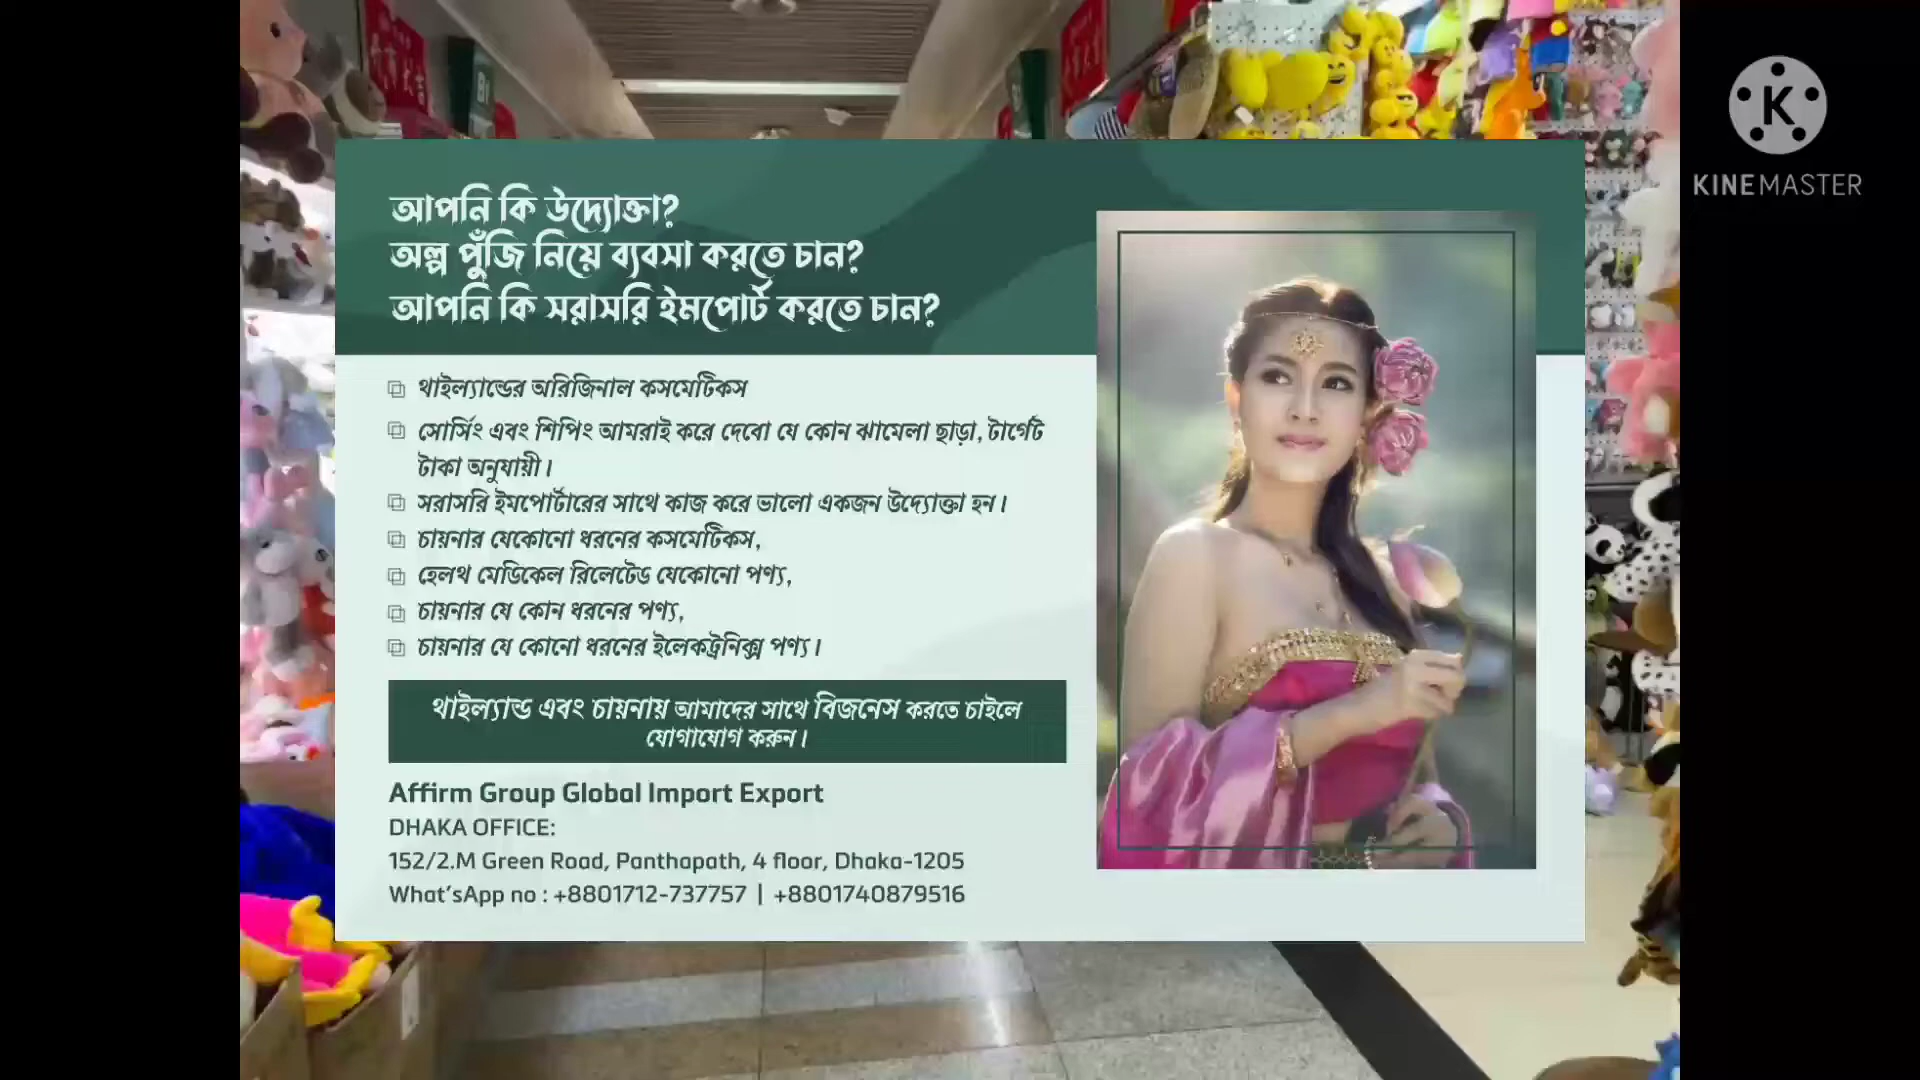 আপনি কি উদ্যোক্তা?
অল্প পুঁজি নিয়ে ব্যবসা করতে চান?
আপনি কি সরাসরি ইমপোর্ট করতে চান?
থাইল্যান্ডের অরিজিনাল কসমেটিকস
সোর্সিং এবং শিপিং আমরাই করে দেবো যে কোন ঝামেলা ছাড়া, টার্গেট
টাকা অনুযায়ী।
সরাসরি ইমপোর্টারের সাথে কাজ করে ভালো একজন উদ্যোক্তা হন।
চায়নার যেকোনো ধরনের কসমেটিকস,
হেলথ মেডিকেল রিলেটেড যেকোনো পণ্য,
চায়নার যে কোন ধরনের পণ্য,
চায়নার যে কোনো ধরনের ইলেকট্রনিক্স পণ্য।
থাইল্যান্ড এবং চায়নায় আমাদের সাথে বিজনেস করতে চাইলে
যোগাযোগ করুন।
Affirm Group Global Import Export
DHAKA OFFICE:
152/2.M Green Road, Panthapath, 4 floor, Dhaka-1205
What'sApp no : +8801712-737757 | +8801740879516
K
KINEMASTER